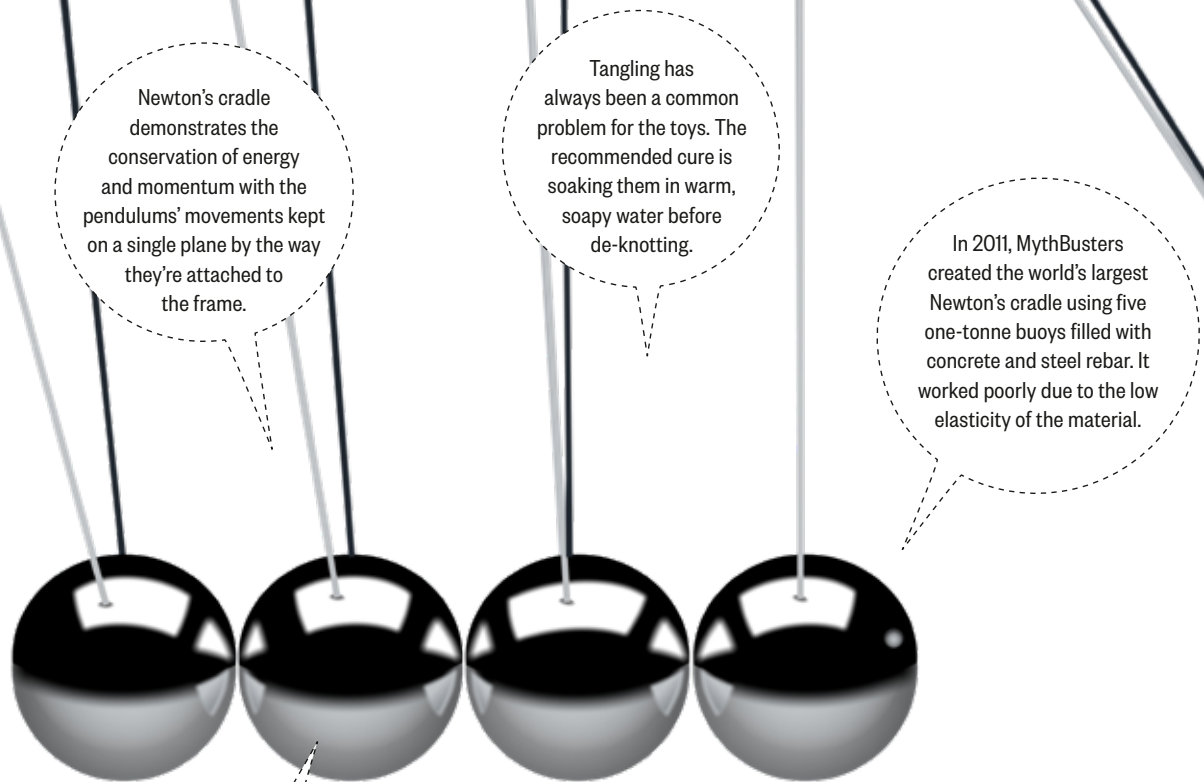 Newton's cradle
demonstrates the
conservation of energy
and momentum with the
pendulums' movements kept
on a single plane by the way
they're attached to
the frame.
Tangling has
always been a common
problem for the toys. The
recommended cure is
soaking them in warm,
soapy water before
de-knotting.
In 2011, MythBusters
created the world's largest
Newton's cradle using five
one-tonne buoys filled with
concrete and steel rebar. It
worked poorly due to the low
elasticity of the material.